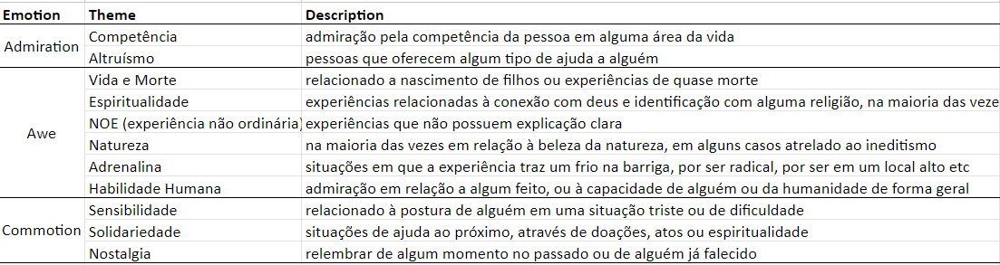 Emotion Theme Description
Admiration
Competência admiração pela competência da pessoa em alguma área da vida
Altruísmo pessoas que oferecem algum tipo de ajuda a alguém
Awe
Vida e Morte relacionado a nascimento de filhos ou experiências de quase morte
Espiritualidade experiências relacionadas à conexão com deus e identificação com alguma religião, na maioria das veze
NOE (experiência não ordinária) experiências que não possuem explicação clara
Natureza na maioria das vezes em relação à beleza da natureza, em alguns casos atrelado ao ineditismo
Adrenalina situações em que a experiência traz um frio na barriga, por ser radical, por ser em um local alto etc
Habilidade Humana admiração em relação a algum feito, ou à capacidade de alguém ou da humanidade de forma geral
Commotion
Sensibilidade relacionado à postura de alguém em uma situação triste ou de dificuldade
Solidariedade situações de ajuda ao próximo, através de doações, atos ou espiritualidade
Nostalgia relembrar de algum momento no passado ou de alguém já falecido